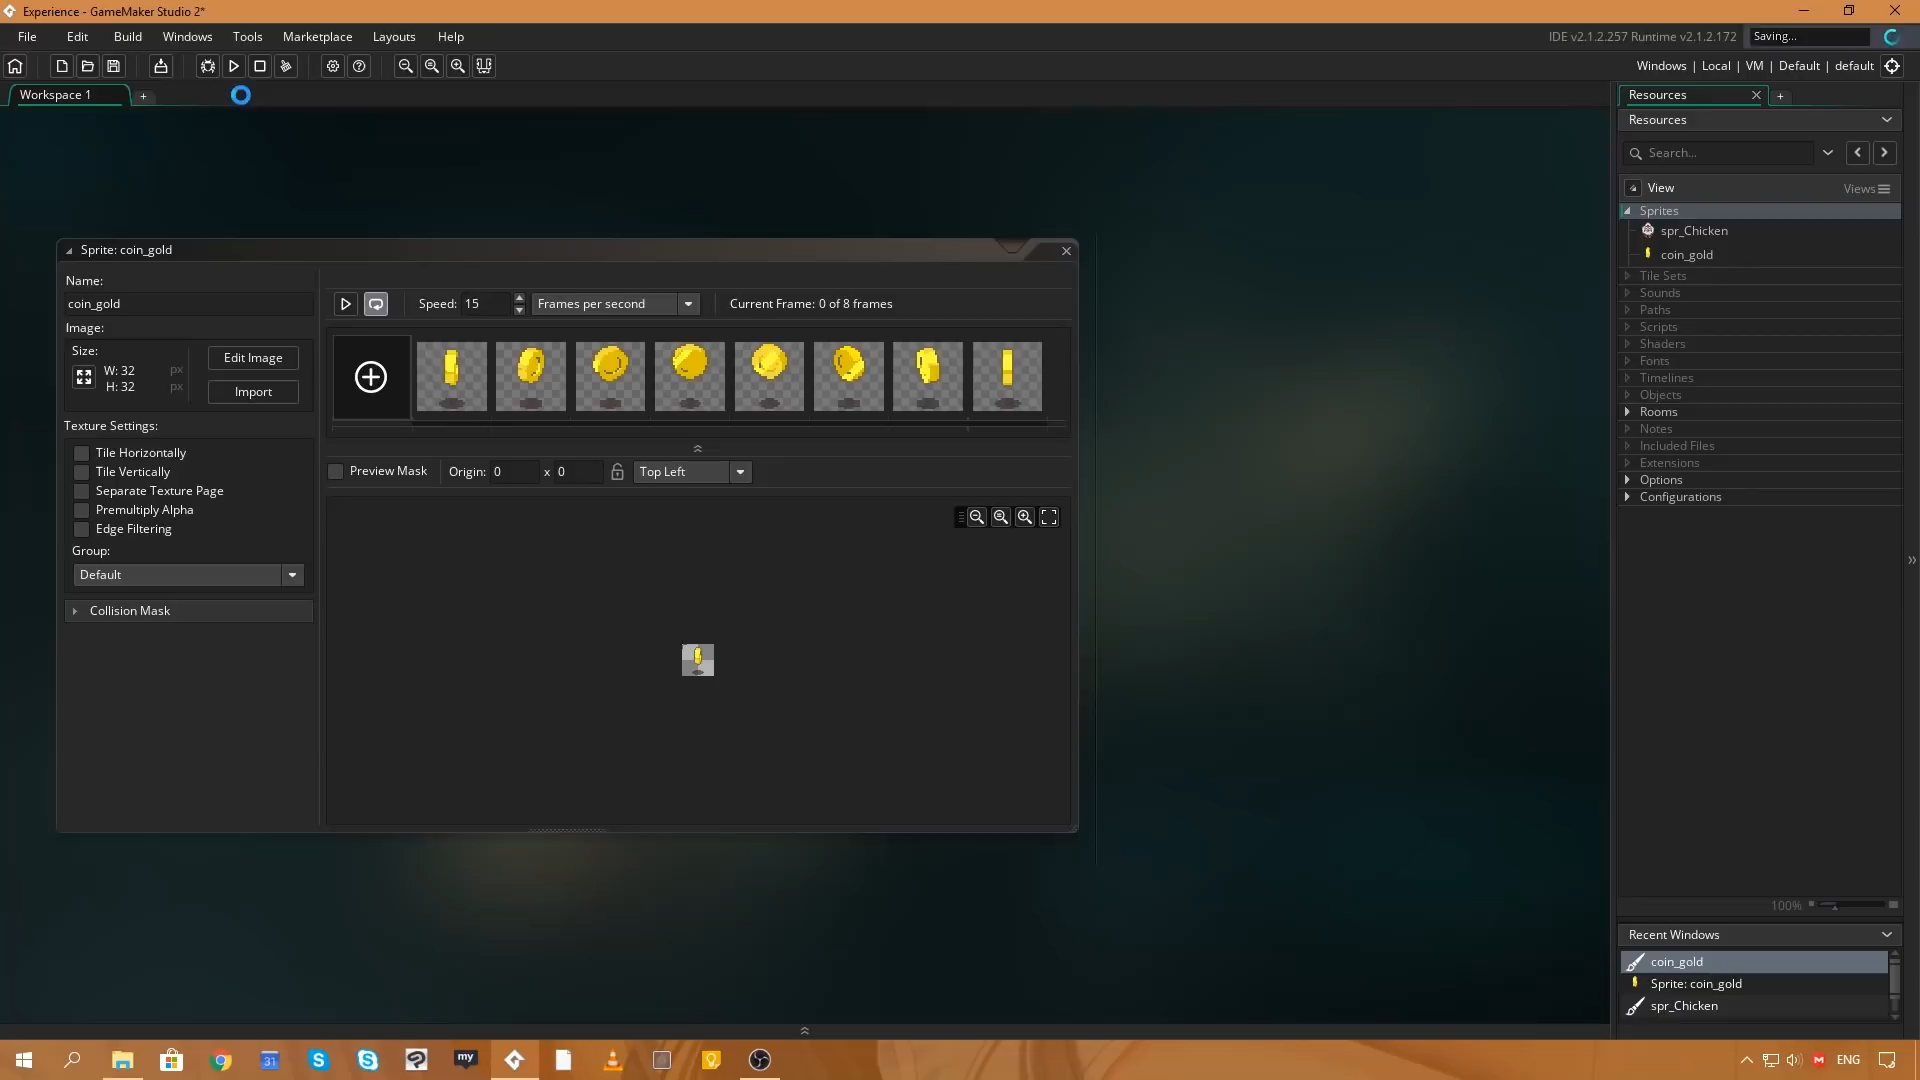 Experience - GameMaker Studio 2*
File Edit Build Windows Tools Marketplace Layouts Help
IDE v2.1.2.257 Runtime v2.1.2.172 Saving...
Windows | Local | VM | Default | default
Workspace 1
Resources
Resources
Search...
View Views
Sprites
spr_Chicken
coin_gold
Tile Sets
Sounds
Paths
Scripts
Shaders
Fonts
Timelines
Objects
Rooms
Notes
Included Files
Extensions
Options
Configurations
100%
Recent Windows
coin_gold
Sprite: coin_gold
spr_Chicken
Sprite: coin_gold
Name:
coin_gold
Image:
Size:
W: 32 px
H: 32 px
Edit Image
Import
Texture Settings:
Tile Horizontally
Tile Vertically
Separate Texture Page
Premultiply Alpha
Edge Filtering
Group:
Default
Collision Mask
Speed: 15 Frames per second Current Frame: 0 of 8 frames
Preview Mask Origin: 0 x 0 Top Left
31 my ENG